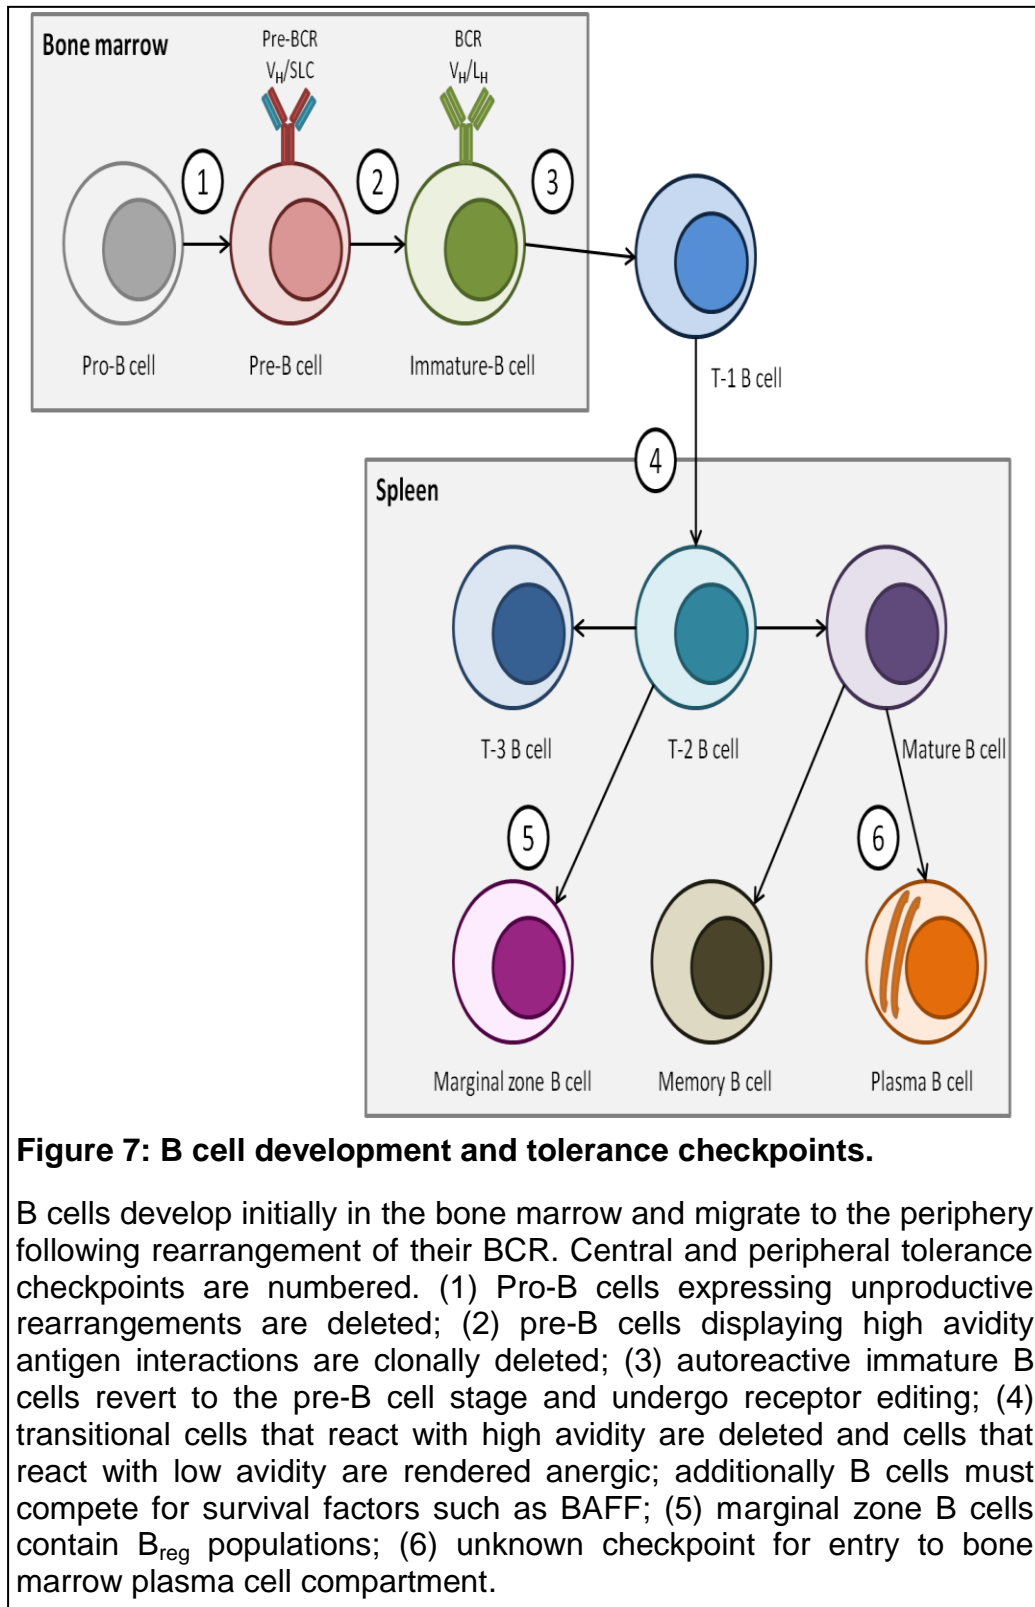 Bone marrow
Pre-BCR
V_H/SLC
BCR
V_H/L_H
1
2
3
Pro-B cell
Pre-B cell
Immature-B cell
T-1 B cell
4
Spleen
T-3 B cell
T-2 B cell
Mature B cell
5
6
Marginal zone B cell
Memory B cell
Plasma B cell
Figure 7: B cell development and tolerance checkpoints.
B cells develop initially in the bone marrow and migrate to the periphery
following rearrangement of their BCR. Central and peripheral tolerance
checkpoints are numbered. (1) Pro-B cells expressing unproductive
rearrangements are deleted; (2) pre-B cells displaying high avidity
antigen interactions are clonally deleted; (3) autoreactive immature B
cells revert to the pre-B cell stage and undergo receptor editing; (4)
transitional cells that react with high avidity are deleted and cells that
react with low avidity are rendered anergic; additionally B cells must
compete for survival factors such as BAFF; (5) marginal zone B cells
contain B_reg populations; (6) unknown checkpoint for entry to bone
marrow plasma cell compartment.